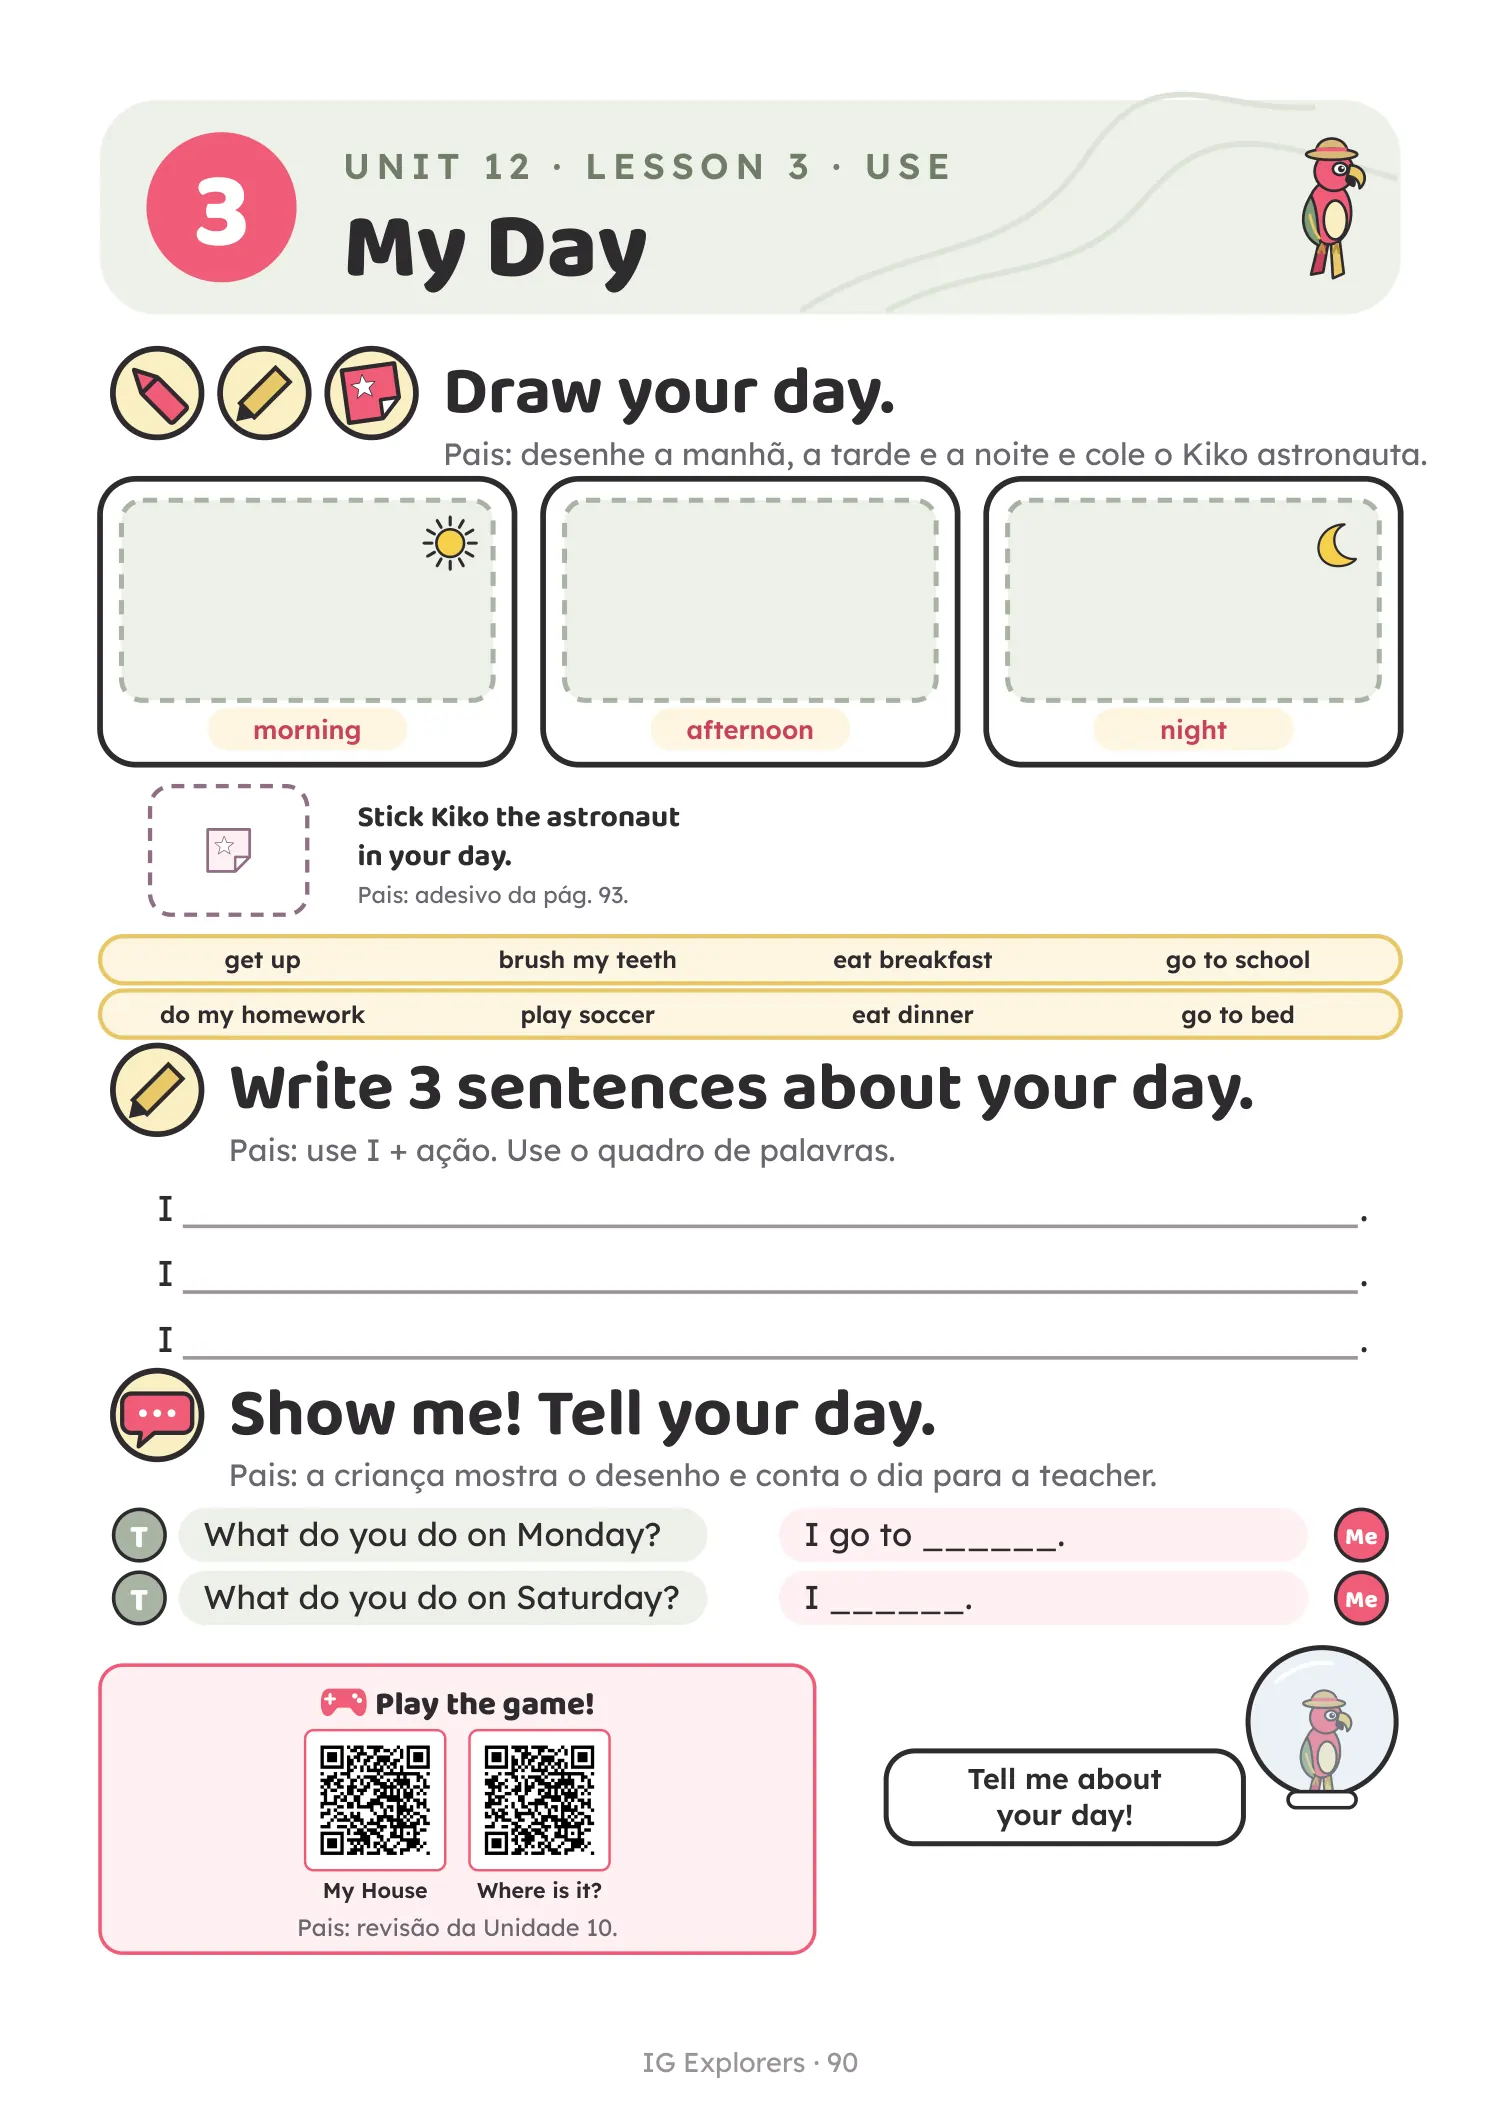 3
UNIT 12 · LESSON 3 · USE
My Day
Draw your day.
Pais: desenhe a manhã, a tarde e a noite e cole o Kiko astronauta.
morning
afternoon
night
Stick Kiko the astronaut
in your day.
Pais: adesivo da pág. 93.
get up brush my teeth eat breakfast go to school
do my homework play soccer eat dinner go to bed
Write 3 sentences about your day.
Pais: use I + ação. Use o quadro de palavras.
I ______.
I ______.
I ______.
Show me! Tell your day.
Pais: a criança mostra o desenho e conta o dia para a teacher.
T What do you do on Monday? I go to ______. Me
T What do you do on Saturday? I ______. Me
Play the game!
My House Where is it?
Pais: revisão da Unidade 10.
Tell me about
your day!
IG Explorers · 90